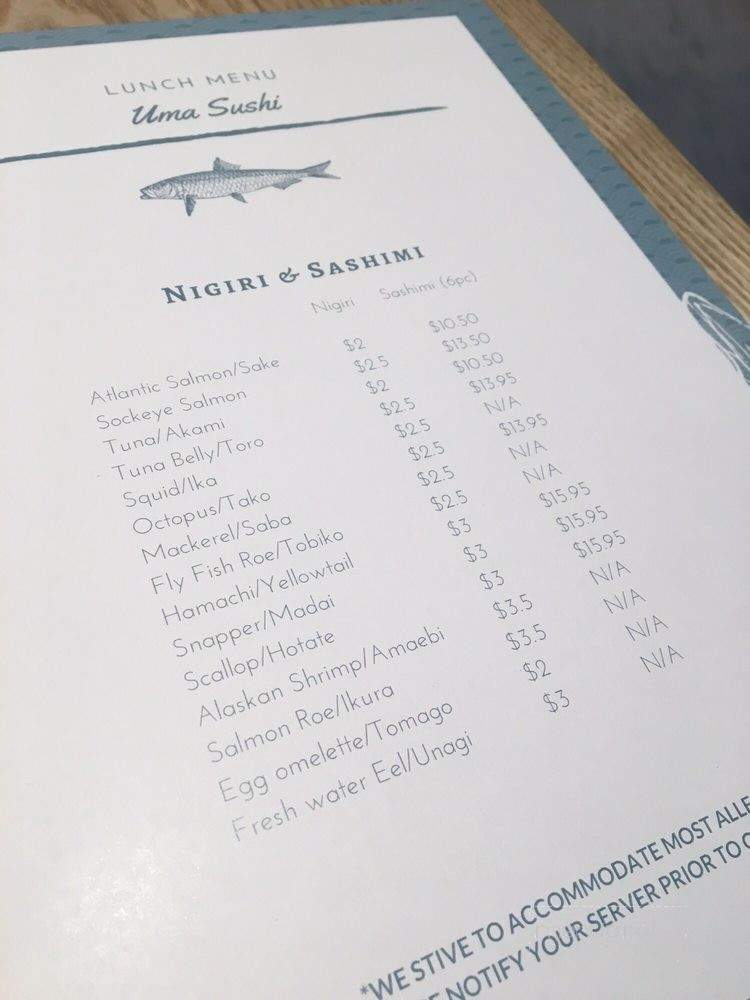 LUNCH MENU
Uma Sushi
NIGIRI & SASHIMI
Nigiri Sashimi (6pc)
Atlantic Salmon/Sake $2 $10.50
Sockeye Salmon $2.5 $13.50
Tuna/Akami $2 $10.50
Tuna Belly/Toro $2.5 $13.95
Squid/Ika $2.5 N/A
Octopus/Tako $2.5 $13.95
Mackerel/Saba $2.5 N/A
Fly Fish Roe/Tobiko $2.5 N/A
Hamachi/Yellowtail $3 $15.95
Snapper/Madai $3 $15.95
Scallop/Hotate $3 $15.95
Alaskan Shrimp/Amaebi $3.5 N/A
Salmon Roe/Ikura $3.5 N/A
Egg omelette/Tomago $2 N/A
Fresh water Eel/Unagi $3 N/A
*WE STIVE TO ACCOMMODATE MOST ALLE
NOTIFY YOUR SERVER PRIOR TO